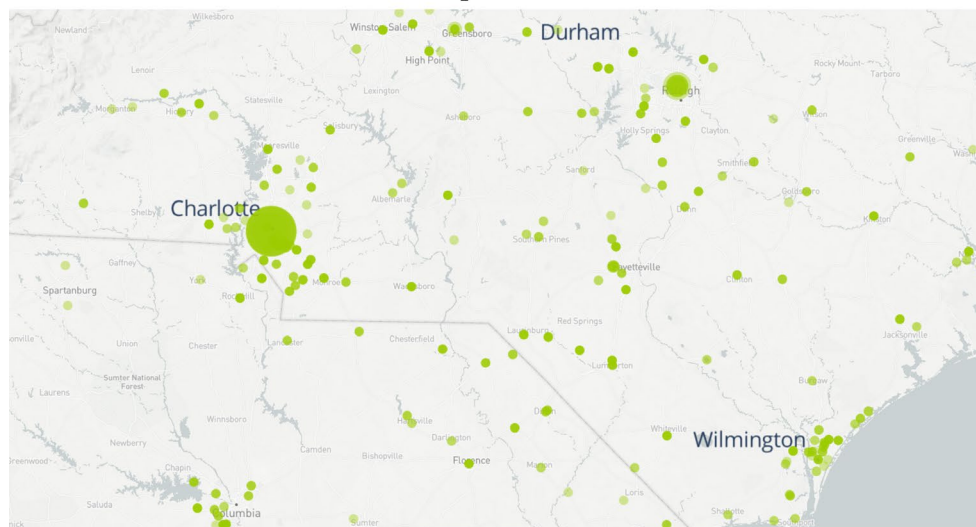 Wilkesboro
Newland
Winston-Salem
Greensboro
Durham
High Point
Rocky Mount
Tarboro
Lenoir
Lexington
Raleigh
Morganton
Hickory
Statesville
Asheboro
Wilson
Salisbury
Holly Springs
Clayton
Greenville
Mooresville
Smithfield
Sanford
Albemarle
Goldsboro
Shelby
Charlotte
Dunn
Kinston
Southern Pines
Gaffney
Fayetteville
Spartanburg
York
Monroe
Wadesboro
Clinton
Rock Hill
Red Springs
Laurinburg
Jacksonville
Union
Chester
Lancaster
Chesterfield
Lumberton
Sumter National
Forest
Burgaw
Laurens
Winnsboro
Dillon
Hartsville
Whiteville
Wilmington
Newberry
Camden
Bishopville
Darlington
Greenwood
Chapin
Florence
Marion
Loris
Saluda
Columbia
Sumter
Shallotte
Southport